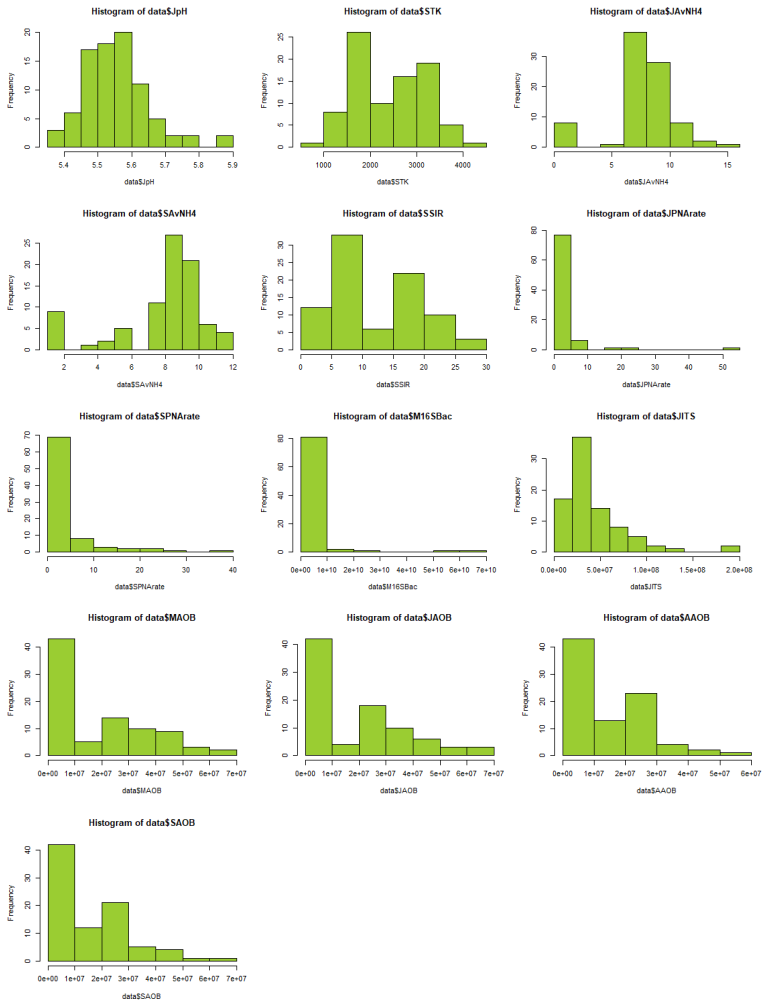 Histogram of data$JpH
Frequency
0 5 10 15 20
5.4 5.5 5.6 5.7 5.8 5.9
data$JpH
Histogram of data$STK
Frequency
0 5 10 15 20 25
1000 2000 3000 4000
data$STK
Histogram of data$JAvNH4
Frequency
0 10 20 30
0 5 10 15
data$JAvNH4
Histogram of data$SAvNH4
Frequency
0 5 10 15 20 25
2 4 6 8 10 12
data$SAvNH4
Histogram of data$SSIR
Frequency
0 5 10 15 20 25 30
0 5 10 15 20 25 30
data$SSIR
Histogram of data$JPNArate
Frequency
0 20 40 60 80
0 10 20 30 40 50
data$JPNArate
Histogram of data$SPNArate
Frequency
0 10 20 30 40 50 60 70
0 10 20 30 40
data$SPNArate
Histogram of data$M16SBac
Frequency
0 20 40 60 80
0e+00 1e+10 2e+10 3e+10 4e+10 5e+10 6e+10 7e+10
data$M16SBac
Histogram of data$JITS
Frequency
0 10 20 30
0.0e+00 5.0e+07 1.0e+08 1.5e+08 2.0e+08
data$JITS
Histogram of data$MAOB
Frequency
0 10 20 30 40
0e+00 1e+07 2e+07 3e+07 4e+07 5e+07 6e+07 7e+07
data$MAOB
Histogram of data$JAOB
Frequency
0 10 20 30 40
0e+00 1e+07 2e+07 3e+07 4e+07 5e+07 6e+07 7e+07
data$JAOB
Histogram of data$AAOB
Frequency
0 10 20 30 40
0e+00 1e+07 2e+07 3e+07 4e+07 5e+07 6e+07
data$AAOB
Histogram of data$SAOB
Frequency
0 10 20 30 40
0e+00 1e+07 2e+07 3e+07 4e+07 5e+07 6e+07 7e+07
data$SAOB